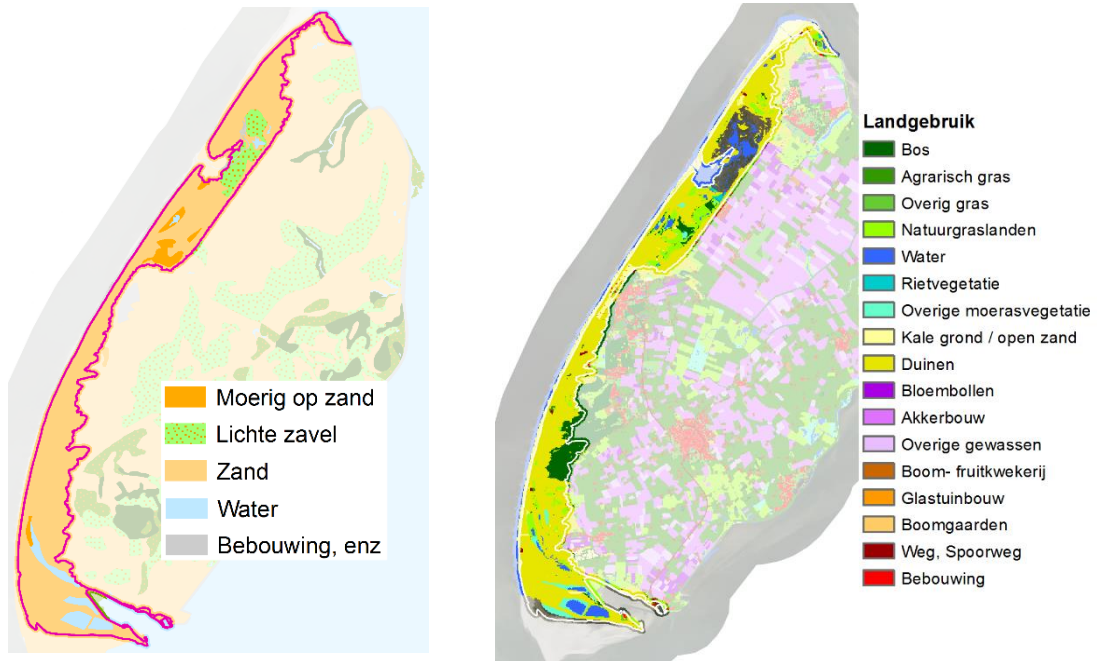 Moerig op zand
Lichte zavel
Zand
Water
Bebouwing, enz
Landgebruik
Bos
Agrarisch gras
Overig gras
Natuurgraslanden
Water
Rietvegetatie
Overige moerasvegetatie
Kale grond / open zand
Duinen
Bloembollen
Akkerbouw
Overige gewassen
Boom- fruitkwekerij
Glastuinbouw
Boomgaarden
Weg, Spoorweg
Bebouwing